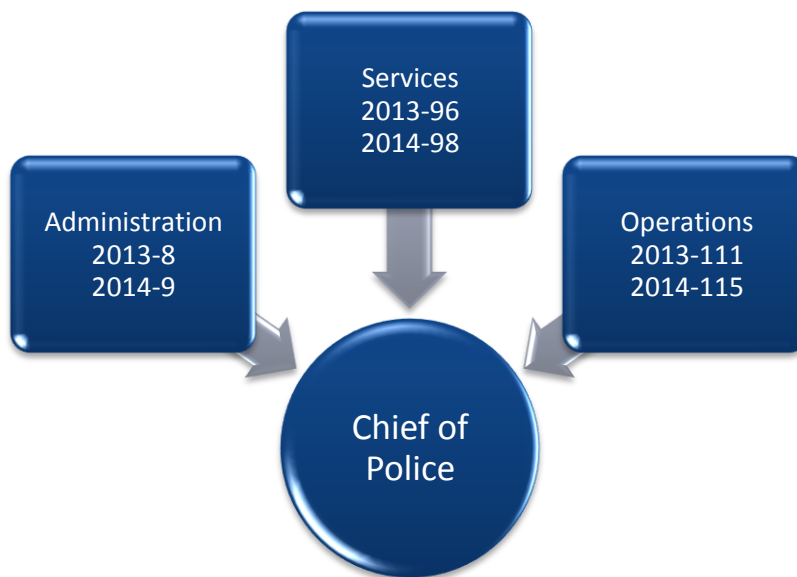 Services
2013-96
2014-98
Administration
2013-8
2014-9
Operations
2013-111
2014-115
Chief of
Police